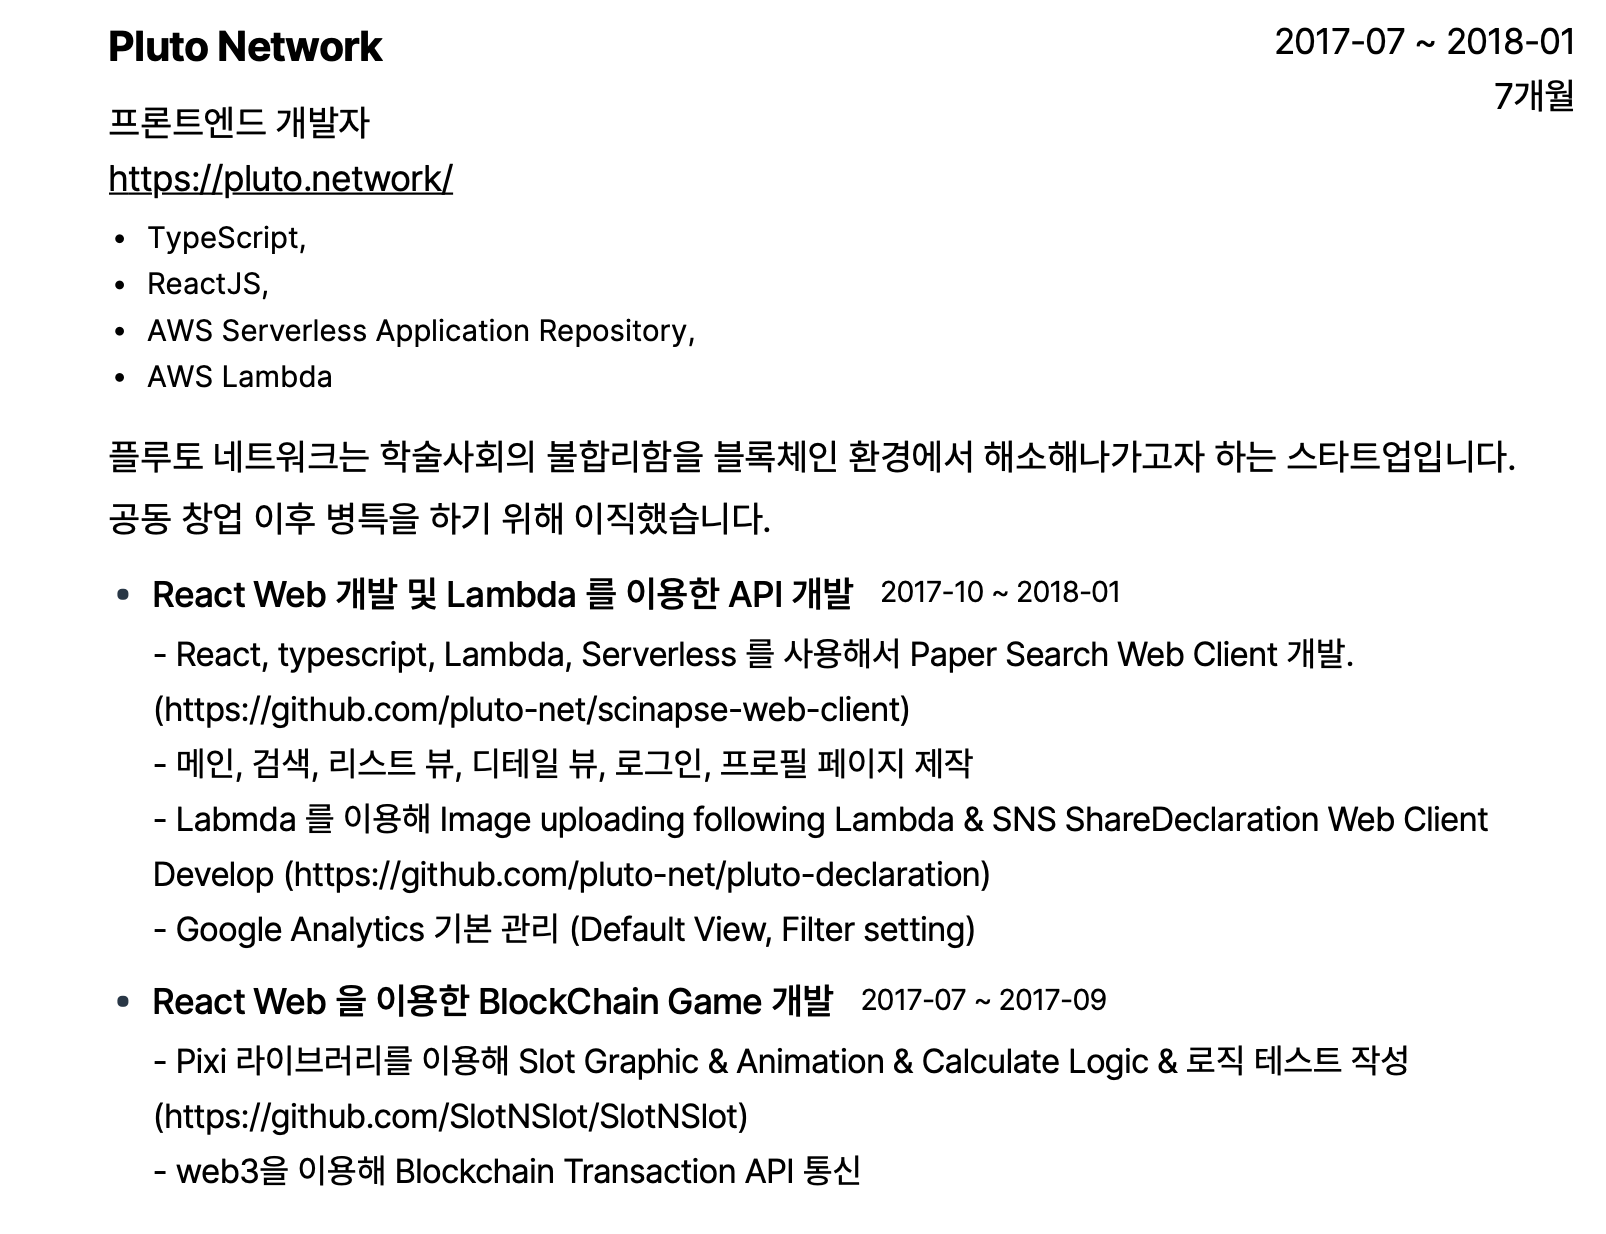 Pluto Network
2017-07 ~ 2018-01
7개월
프론트엔드 개발자
https://pluto.network/
• TypeScript,
• ReactJS,
• AWS Serverless Application Repository,
• AWS Lambda
플루토 네트워크는 학술사회의 불합리함을 블록체인 환경에서 해소해나가고자 하는 스타트업입니다.
공동 창업 이후 병특을 하기 위해 이직했습니다.
• React Web 개발 및 Lambda 를 이용한 API 개발 2017-10 ~ 2018-01
- React, typescript, Lambda, Serverless 를 사용해서 Paper Search Web Client 개발.
(https://github.com/pluto-net/scinapse-web-client)
- 메인, 검색, 리스트 뷰, 디테일 뷰, 로그인, 프로필 페이지 제작
- Labmda 를 이용해 Image uploading following Lambda & SNS ShareDeclaration Web Client
Develop (https://github.com/pluto-net/pluto-declaration)
- Google Analytics 기본 관리 (Default View, Filter setting)
• React Web 을 이용한 BlockChain Game 개발 2017-07 ~ 2017-09
- Pixi 라이브러리를 이용해 Slot Graphic & Animation & Calculate Logic & 로직 테스트 작성
(https://github.com/SlotNSlot/SlotNSlot)
- web3을 이용해 Blockchain Transaction API 통신